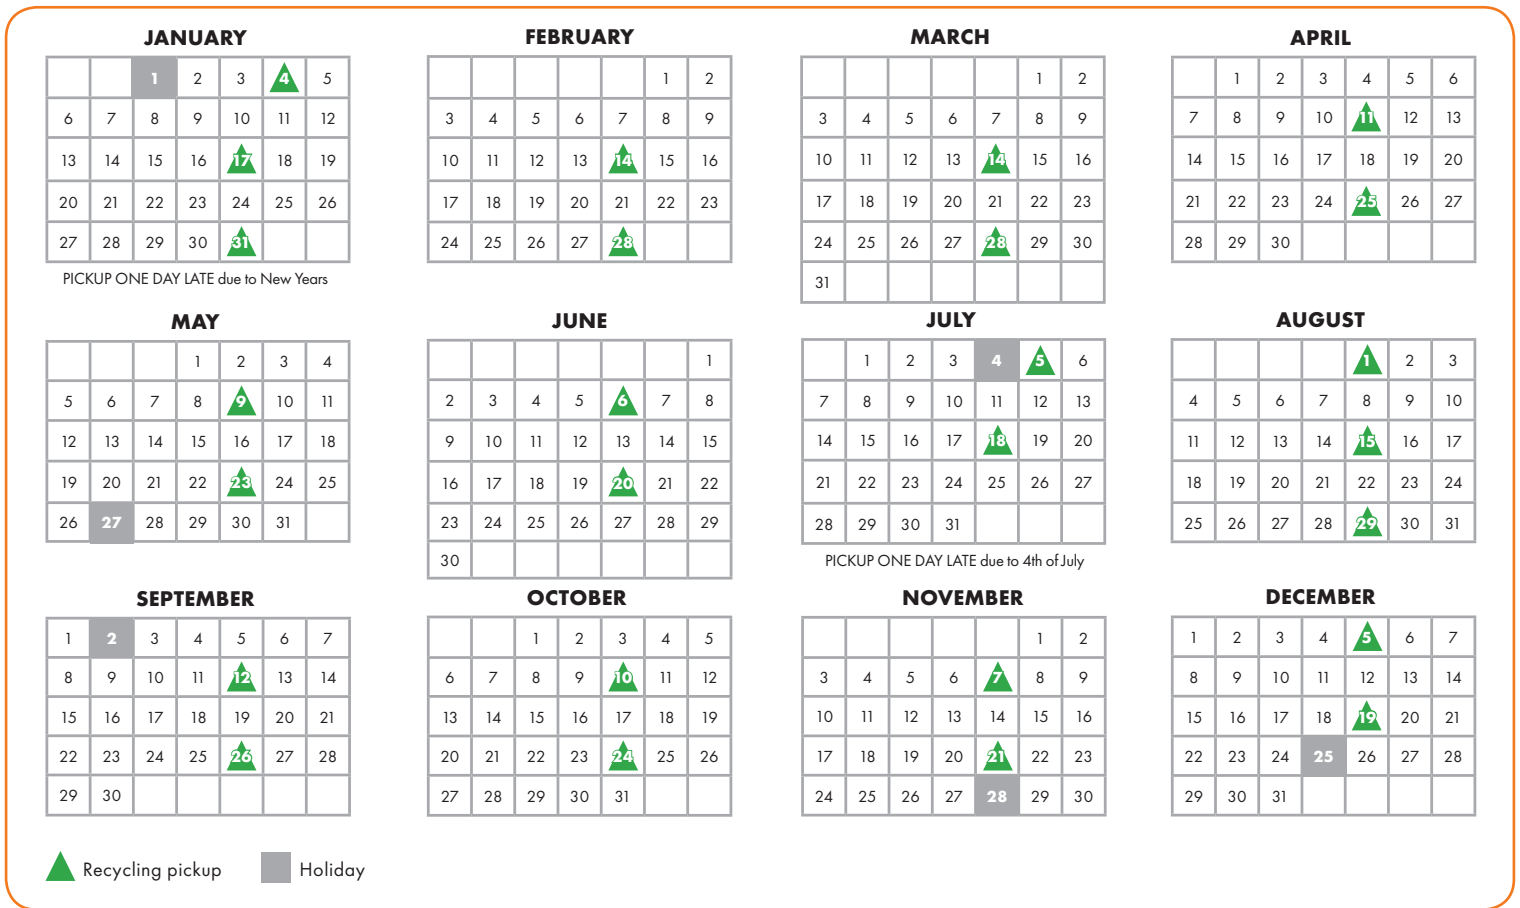 JANUARY
1 2 3 4 5
6 7 8 9 10 11 12
13 14 15 16 17 18 19
20 21 22 23 24 25 26
27 28 29 30 31
PICKUP ONE DAY LATE due to New Years
FEBRUARY
1 2
3 4 5 6 7 8 9
10 11 12 13 14 15 16
17 18 19 20 21 22 23
24 25 26 27 28
MARCH
1 2
3 4 5 6 7 8 9
10 11 12 13 14 15 16
17 18 19 20 21 22 23
24 25 26 27 28 29 30
31
APRIL
1 2 3 4 5 6
7 8 9 10 11 12 13
14 15 16 17 18 19 20
21 22 23 24 25 26 27
28 29 30
MAY
1 2 3 4
5 6 7 8 9 10 11
12 13 14 15 16 17 18
19 20 21 22 23 24 25
26 27 28 29 30 31
JUNE
1
2 3 4 5 6 7 8
9 10 11 12 13 14 15
16 17 18 19 20 21 22
23 24 25 26 27 28 29
30
JULY
1 2 3 4 5 6
7 8 9 10 11 12 13
14 15 16 17 18 19 20
21 22 23 24 25 26 27
28 29 30 31
PICKUP ONE DAY LATE due to 4th of July
AUGUST
1 2 3
4 5 6 7 8 9 10
11 12 13 14 15 16 17
18 19 20 21 22 23 24
25 26 27 28 29 30 31
SEPTEMBER
1 2 3 4 5 6 7
8 9 10 11 12 13 14
15 16 17 18 19 20 21
22 23 24 25 26 27 28
29 30
OCTOBER
1 2 3 4 5
6 7 8 9 10 11 12
13 14 15 16 17 18 19
20 21 22 23 24 25 26
27 28 29 30 31
NOVEMBER
1 2
3 4 5 6 7 8 9
10 11 12 13 14 15 16
17 18 19 20 21 22 23
24 25 26 27 28 29 30
DECEMBER
1 2 3 4 5 6 7
8 9 10 11 12 13 14
15 16 17 18 19 20 21
22 23 24 25 26 27 28
29 30 31
Recycling pickup
Holiday